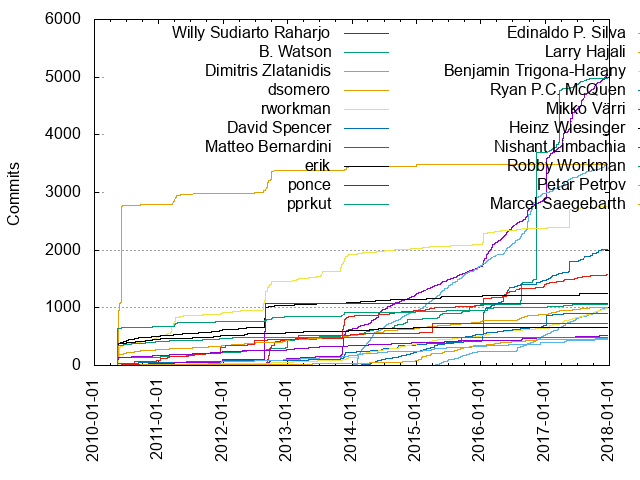 6000
5000
4000
3000
2000
1000
0
Commits
Willy Sudiarto Raharjo
B. Watson
Dimitris Zlatanidis
dsomero
rworkman
David Spencer
Matteo Bernardini
erik
ponce
pprkut
Edinaldo P. Silva
Larry Hajali
Benjamin Trigona-Harany
Ryan P.C. McQuen
Mikko Värri
Heinz Wiesinger
Nishant Limbachia
Robby Workman
Petar Petrov
Marcel Saegebarth
2010-01-01
2011-01-01
2012-01-01
2013-01-01
2014-01-01
2015-01-01
2016-01-01
2017-01-01
2018-01-01